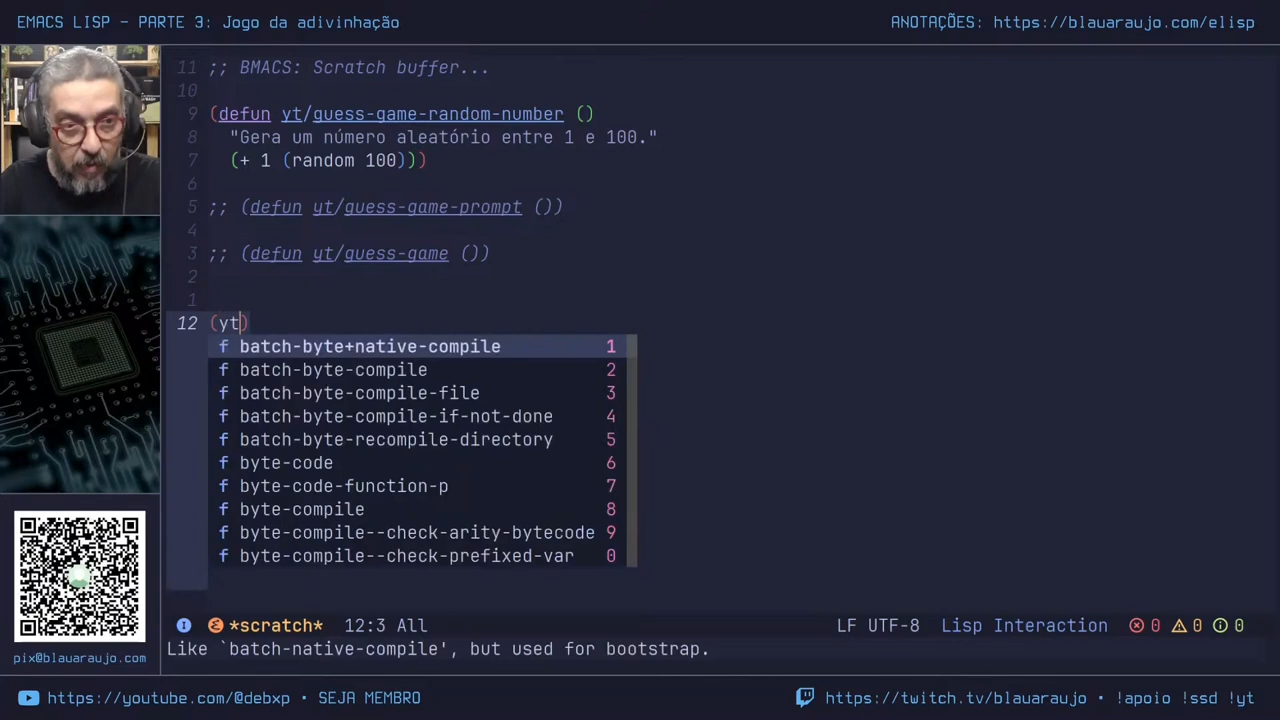 EMACS LISP - PARTE 3: Jogo da adivinhação
ANOTAÇÕES: https://blauaraujo.com/elisp
11 ;; BMACS: Scratch buffer...
10
9 (defun yt/guess-game-random-number ()
8 "Gera um número aleatório entre 1 e 100."
7 (+ 1 (random 100)))
6
5 ;; (defun yt/guess-game-prompt ())
4
3 ;; (defun yt/guess-game ())
2
1
12 (yt)
f batch-byte+native-compile 1
f batch-byte-compile 2
f batch-byte-compile-file 3
f batch-byte-compile-if-not-done 4
f batch-byte-recompile-directory 5
f byte-code 6
f byte-code-function-p 7
f byte-compile 8
f byte-compile--check-arity-bytecode 9
f byte-compile--check-prefixed-var 0
I *scratch* 12:3 All LF UTF-8 Lisp Interaction 0 0 0
Like `batch-native-compile', but used for bootstrap.
pix@blauaraujo.com
https://youtube.com/@debxp • SEJA MEMBRO
https://twitch.tv/blauaraujo • !apoio !ssd !yt